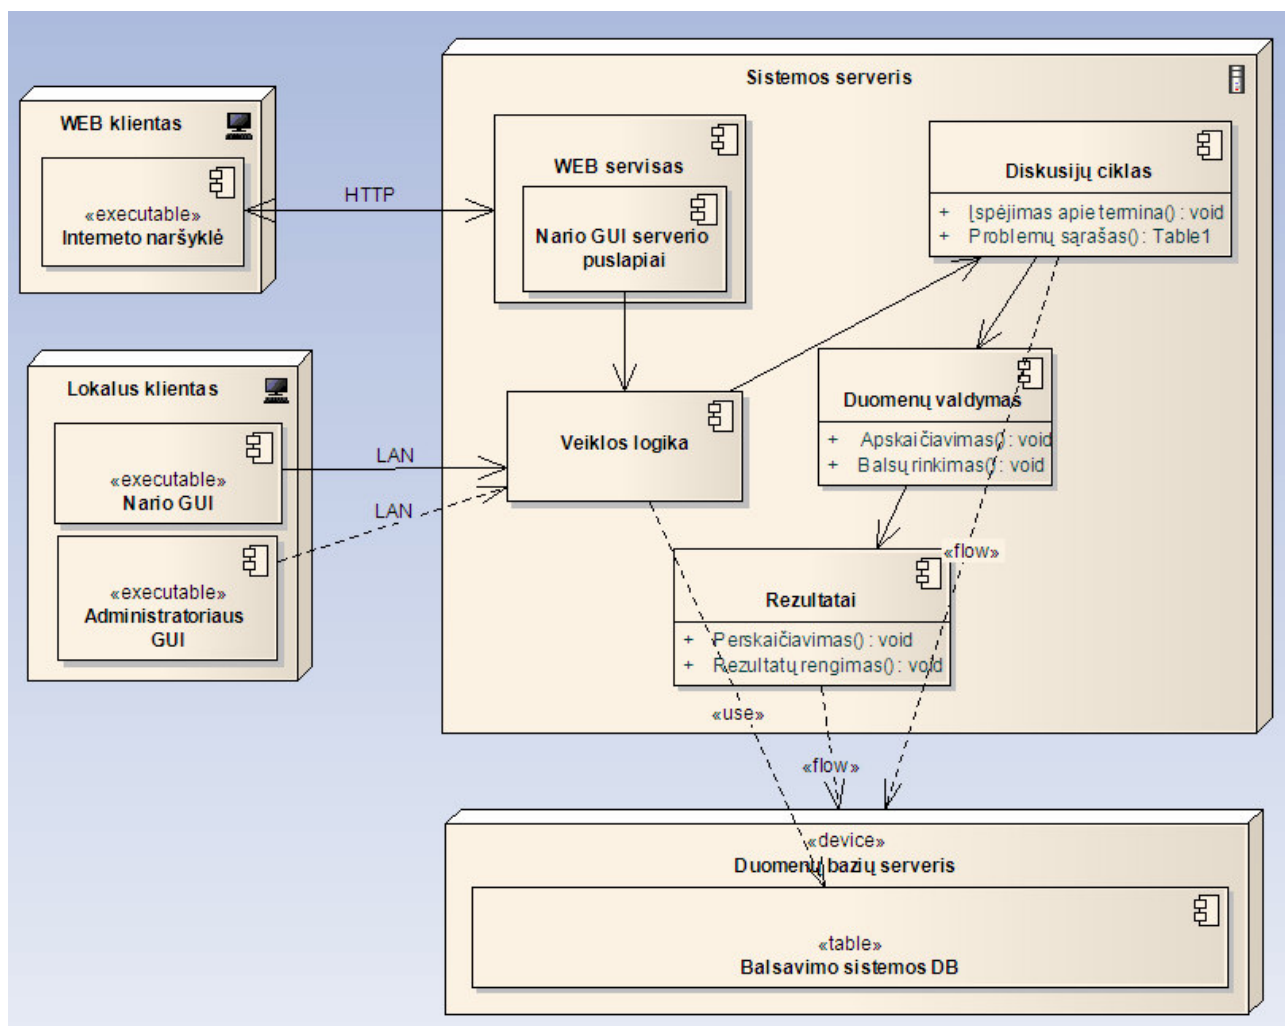 Sistemos serveris
WEB klientas
«executable»
Interneto naršyklė
HTTP
WEB servisas
Nario GUI serverio
puslapiai
Diskusijų ciklas
+ Įspėjimas apie termina() : void
+ Problemų sąrašas() : Table1
Lokalus klientas
«executable»
Nario GUI
«executable»
Administratoriaus
GUI
LAN
LAN
Veiklos logika
Duomenų valdymas
+ Apskaičiavimas() : void
+ Balsų rinkimas() : void
«flow»
Rezultatai
+ Perskaičiavimas() : void
+ Rezultatų rengimas() : void
«use»
«flow»
«device»
Duomenų bazių serveris
«table»
Balsavimo sistemos DB